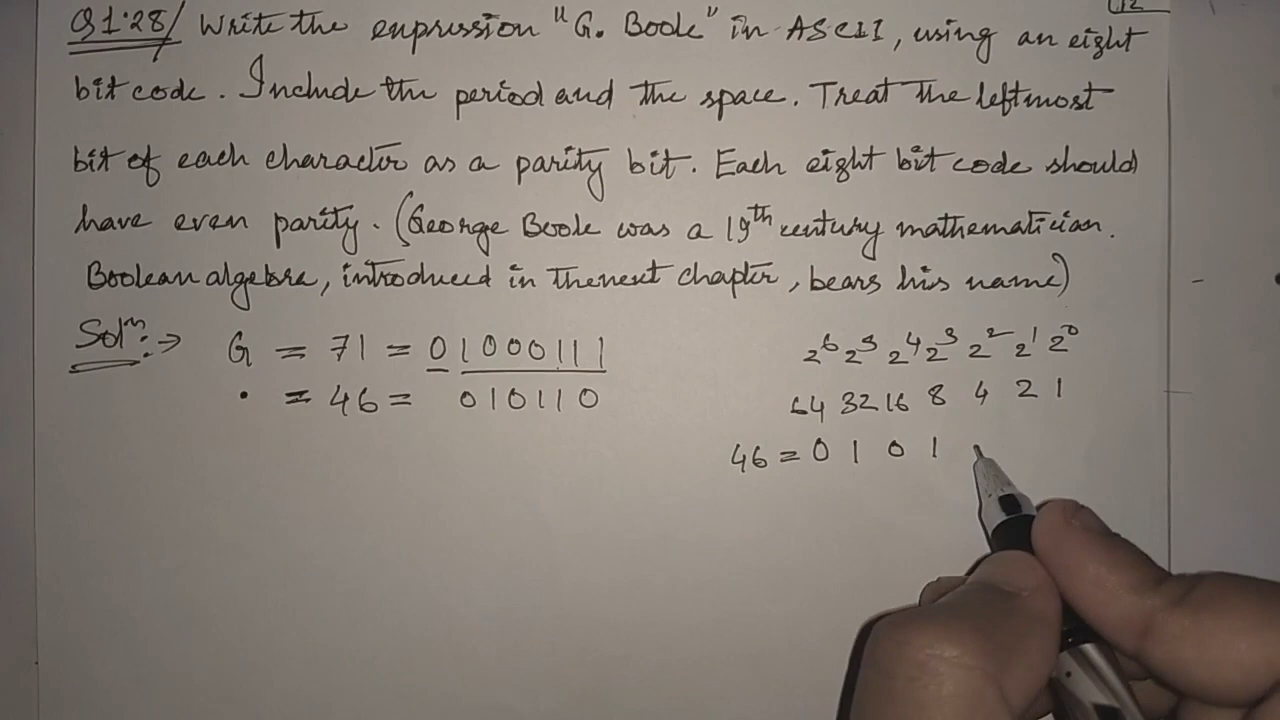 Q1.28/ Write the expression "G. Boole" in ASCII, using an eight
bit code. Include the period and the space. Treat the leftmost
bit of each character as a parity bit. Each eight bit code should
have even parity. (George Boole was a 19th century mathematician.
Boolean algebra, introduced in the next chapter, bears his name)
Soln:->
G = 71 = 01000111
. = 46 = 010110
2^6 2^5 2^4 2^3 2^2 2^1 2^0
64 32 16 8 4 2 1
46 = 0 1 0 1